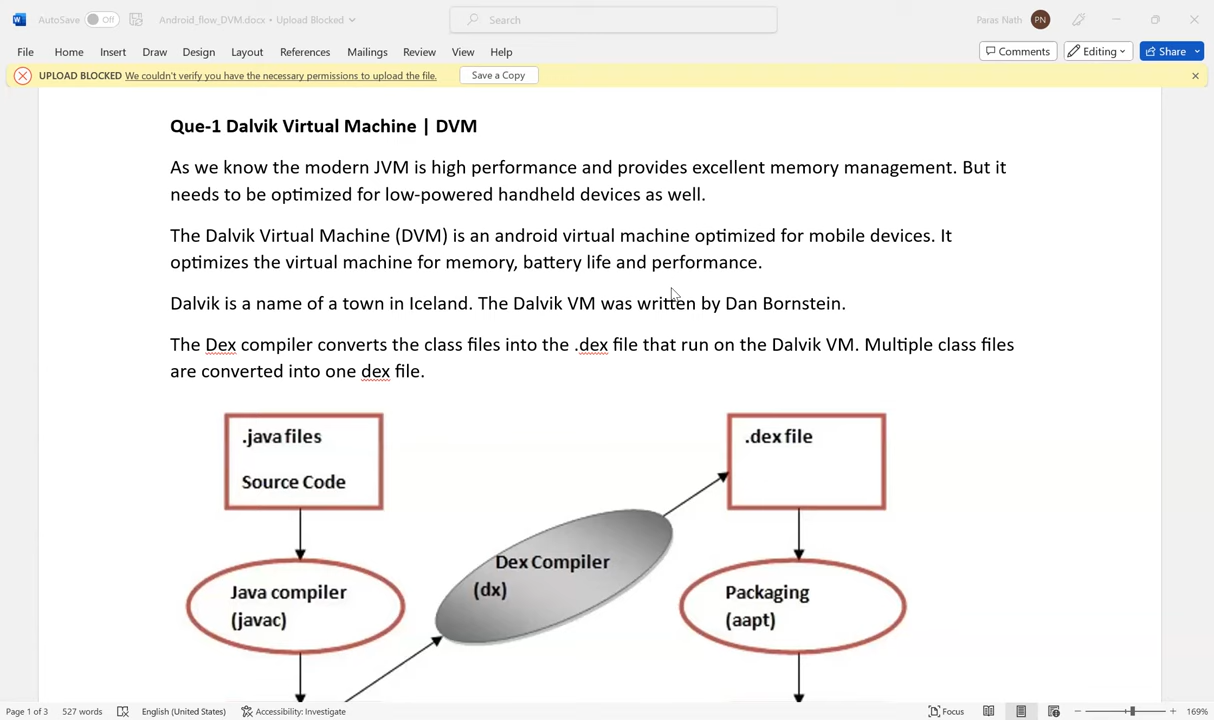 AutoSave Off Android_flow_DVM.docx • Upload Blocked Search Paras Nath PN
File Home Insert Draw Design Layout References Mailings Review View Help Comments Editing Share
UPLOAD BLOCKED We couldn't verify you have the necessary permissions to upload the file. Save a Copy
Que-1 Dalvik Virtual Machine | DVM
As we know the modern JVM is high performance and provides excellent memory management. But it
needs to be optimized for low-powered handheld devices as well.
The Dalvik Virtual Machine (DVM) is an android virtual machine optimized for mobile devices. It
optimizes the virtual machine for memory, battery life and performance.
Dalvik is a name of a town in Iceland. The Dalvik VM was written by Dan Bornstein.
The Dex compiler converts the class files into the .dex file that run on the Dalvik VM. Multiple class files
are converted into one dex file.
.java files
Source Code
.dex file
Dex Compiler
(dx)
Java compiler
(javac)
Packaging
(aapt)
Page 1 of 3 527 words English (United States) Accessibility: Investigate Focus 169%